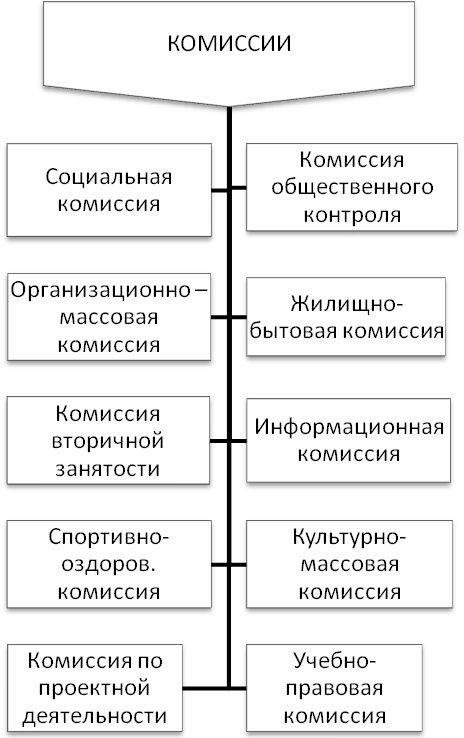 КОМИССИИ
Социальная
комиссия
Комиссия
общественного
контроля
Организационно –
массовая
комиссия
Жилищно-
бытовая комиссия
Комиссия
вторичной
занятости
Информационная
комиссия
Спортивно-
оздоров.
комиссия
Культурно-
массовая
комиссия
Комиссия по
проектной
деятельности
Учебно-
правовая
комиссия